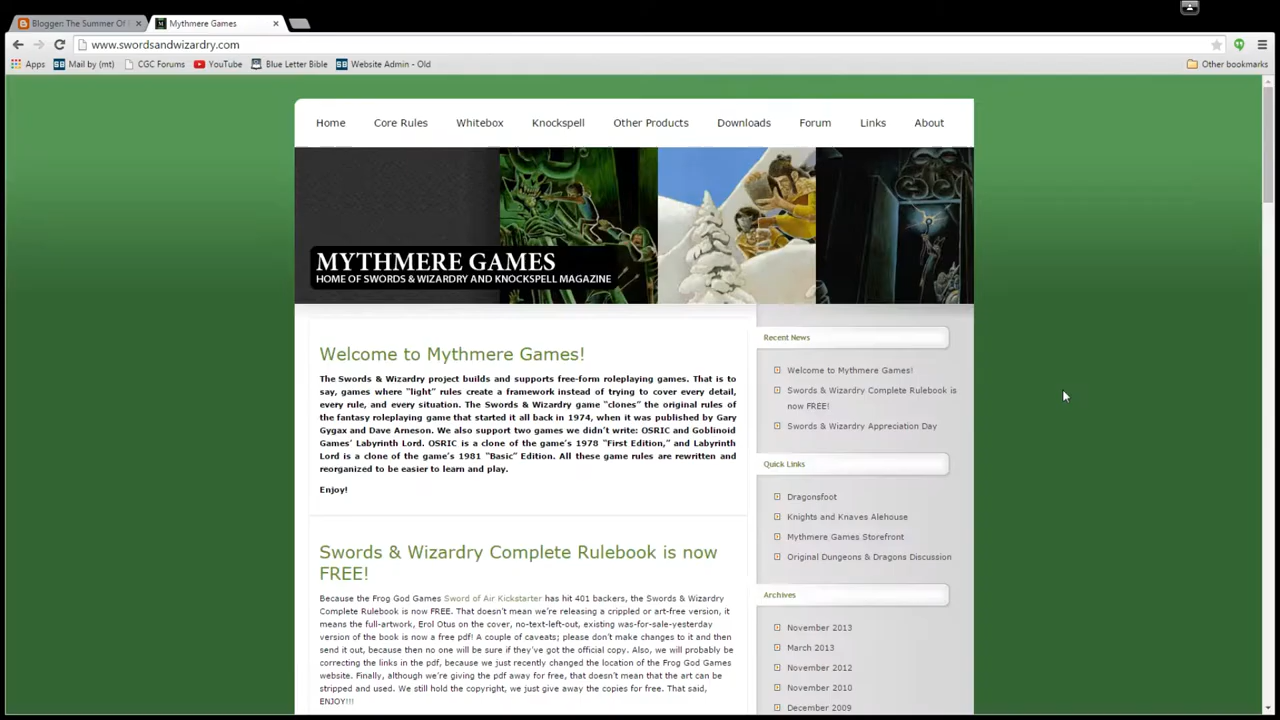 Blogger: The Summer Of
Mythmere Games
www.swordsandwizardry.com
Apps Mail by (mt) CGC Forums YouTube Blue Letter Bible Website Admin - Old Other bookmarks
Home Core Rules Whitebox Knockspell Other Products Downloads Forum Links About
MYTHMERE GAMES
HOME OF SWORDS & WIZARDRY AND KNOCKSPELL MAGAZINE
Welcome to Mythmere Games!
The Swords & Wizardry project builds and supports free-form roleplaying games. That is to
say, games where "light" rules create a framework instead of trying to cover every detail,
every rule, and every situation. The Swords & Wizardry game "clones" the original rules of
the fantasy roleplaying game that started it all back in 1974, when it was published by Gary
Gygax and Dave Arneson. We also support two games we didn't write: OSRIC and Goblinoid
Games' Labyrinth Lord. OSRIC is a clone of the game's 1978 "First Edition," and Labyrinth
Lord is a clone of the game's 1981 "Basic" Edition. All these game rules are rewritten and
reorganized to be easier to learn and play.
Enjoy!
Swords & Wizardry Complete Rulebook is now
FREE!
Because the Frog God Games Sword of Air Kickstarter has hit 401 backers, the Swords & Wizardry
Complete Rulebook is now FREE. That doesn't mean we're releasing a crippled or art-free version, it
means the full-artwork, Erol Otus on the cover, no-text-left-out, existing was-for-sale-yesterday
version of the book is now a free pdf! A couple of caveats; please don't make changes to it and then
send it out, because then no one will be sure if they've got the official copy. Also, we will probably be
correcting the links in the pdf, because we just recently changed the location of the Frog God Games
website. Finally, although we're giving the pdf away for free, that doesn't mean that the art can be
stripped and used. We still hold the copyright, we just give away the copies for free. That said,
ENJOY!!!
Recent News
Welcome to Mythmere Games!
Swords & Wizardry Complete Rulebook is
now FREE!
Swords & Wizardry Appreciation Day
Quick Links
Dragonsfoot
Knights and Knaves Alehouse
Mythmere Games Storefront
Original Dungeons & Dragons Discussion
Archives
November 2013
March 2013
November 2012
November 2010
December 2009